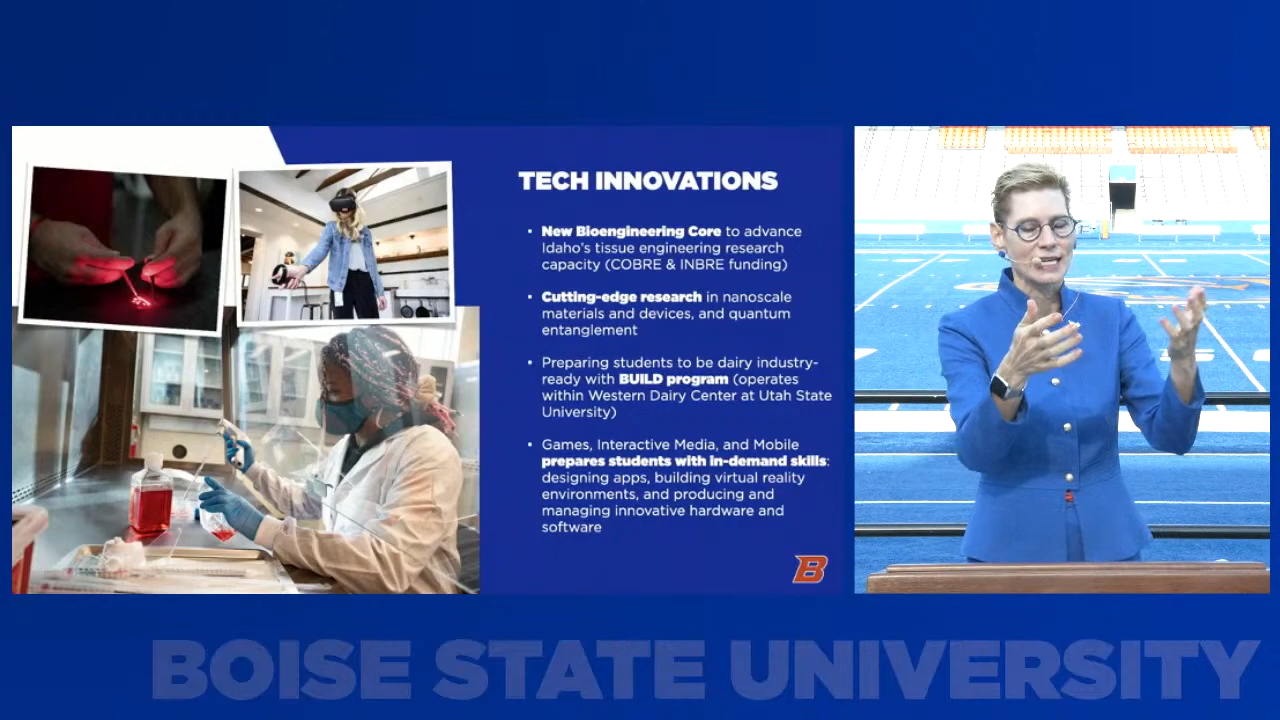 TECH INNOVATIONS
• New Bioengineering Core to advance
Idaho's tissue engineering research
capacity (COBRE & INBRE funding)
• Cutting-edge research in nanoscale
materials and devices, and quantum
entanglement
• Preparing students to be dairy industry-
ready with BUILD program (operates
within Western Dairy Center at Utah State
University)
• Games, Interactive Media, and Mobile
prepares students with in-demand skills:
designing apps, building virtual reality
environments, and producing and
managing innovative hardware and
software
B
BOISE STATE UNIVERSITY